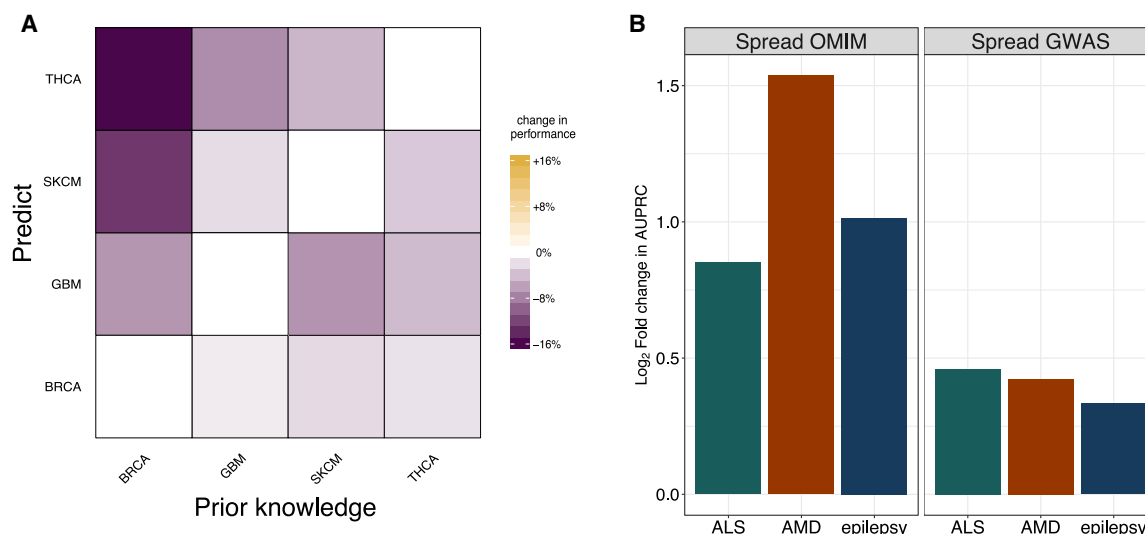 A
THCA
SKCM
GBM
BRCA
Predict
BRCA
GBM
SKCM
THCA
Prior knowledge
change in
performance
+16%
+8%
0%
−8%
−16%
B
Spread OMIM
Spread GWAS
Log₂ Fold change in AUPRC
1.5
1.0
0.5
0.0
ALS
AMD
epilepsy
ALS
AMD
epilepsy